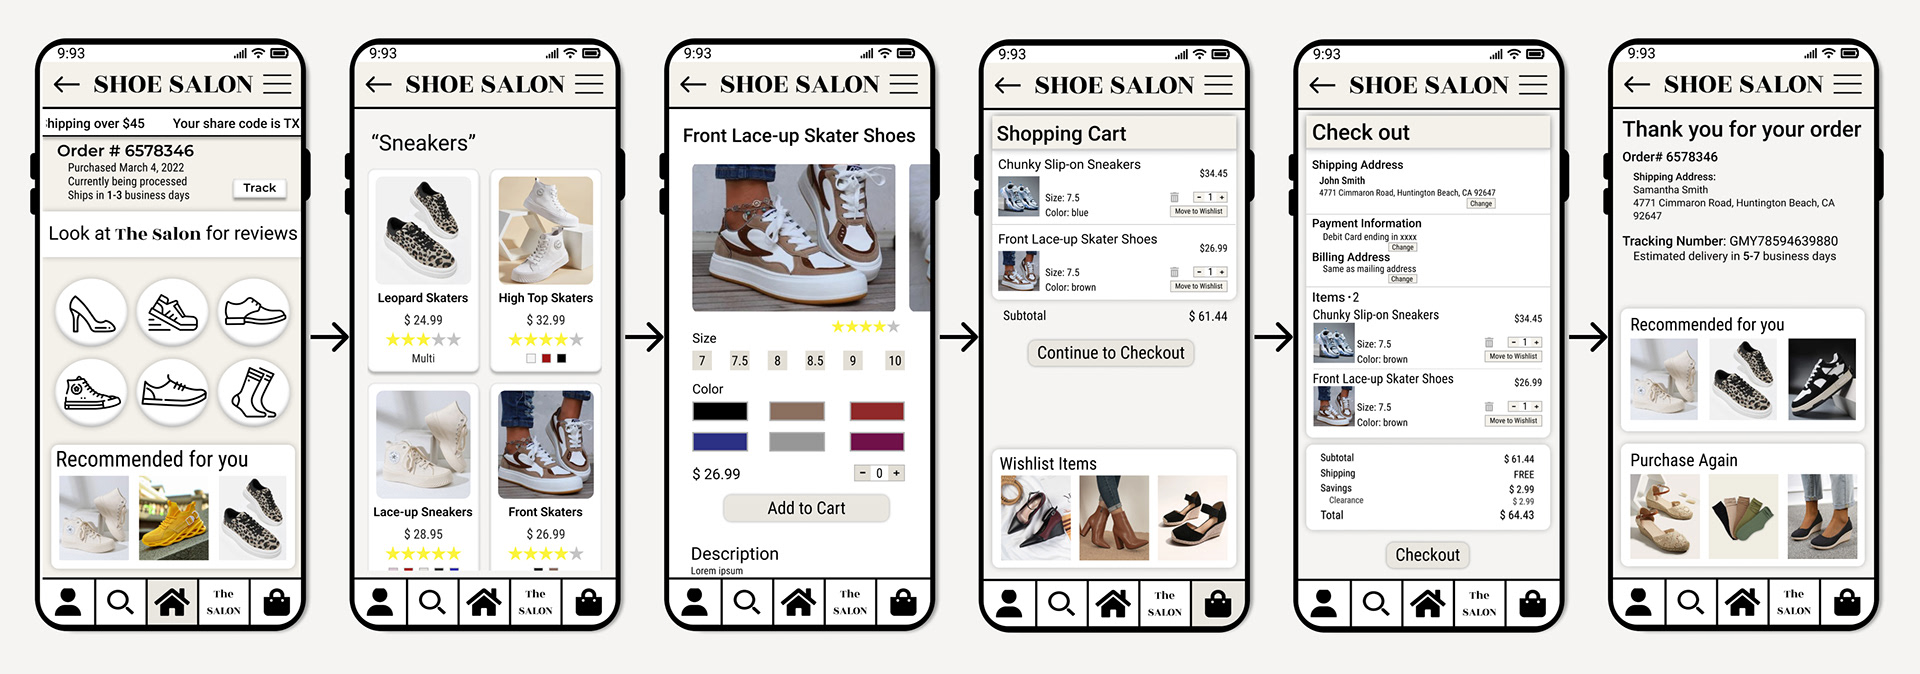 9:93
SHOE SALON
hipping over $45 Your share code is TX
Order # 6578346
Purchased March 4, 2022
Currently being processed
Ships in 1-3 business days
Track
Look at The Salon for reviews
Recommended for you
The
SALON
9:93
SHOE SALON
“Sneakers”
Leopard Skaters
$ 24.99
Multi
High Top Skaters
$ 32.99
Lace-up Sneakers
$ 28.95
Front Skaters
$ 26.99
The
SALON
9:93
SHOE SALON
Front Lace-up Skater Shoes
Size
7 7.5 8 8.5 9 10
Color
$ 26.99
- 0 +
Add to Cart
Description
Lorem ipsum
The
SALON
9:93
SHOE SALON
Shopping Cart
Chunky Slip-on Sneakers
$34.45
Size: 7.5
- 1 +
Color: blue
Move to Wishlist
Front Lace-up Skater Shoes
$26.99
Size: 7.5
- 1 +
Color: brown
Move to Wishlist
Subtotal $ 61.44
Continue to Checkout
Wishlist Items
The
SALON
9:93
SHOE SALON
Check out
Shipping Address
John Smith
4771 Cimmaron Road, Huntington Beach, CA 92647
Change
Payment Information
Debit Card ending in xxxx
Change
Billing Address
Same as mailing address
Change
Items · 2
Chunky Slip-on Sneakers
$34.45
Size: 7.5
- 1 +
Color: brown
Move to Wishlist
Front Lace-up Skater Shoes
$26.99
Size: 7.5
- 1 +
Color: brown
Move to Wishlist
Subtotal $ 61.44
Shipping FREE
Savings $ 2.99
Clearance $ 2.99
Total $ 64.43
Checkout
The
SALON
9:93
SHOE SALON
Thank you for your order
Order# 6578346
Shipping Address:
Samantha Smith
4771 Cimmaron Road, Huntington Beach, CA
92647
Tracking Number: GMY78594639880
Estimated delivery in 5-7 business days
Recommended for you
Purchase Again
The
SALON